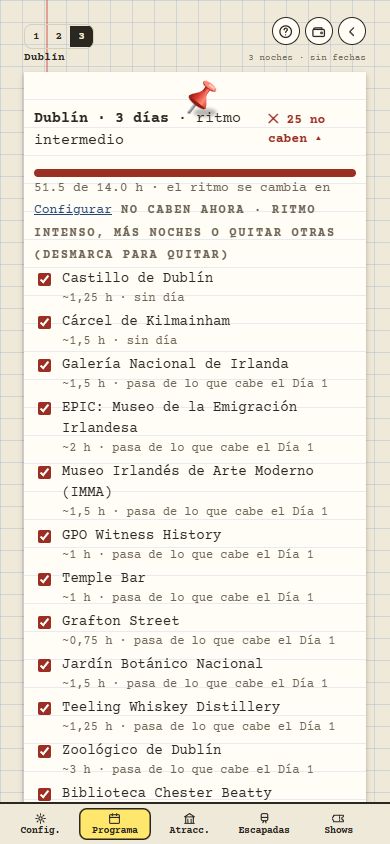 1 2 3
Dublín
3 noches · sin fechas
Dublín · 3 días · ritmo
intermedio
✕ 25 no
caben ▴
51.5 de 14.0 h · el ritmo se cambia en
Configurar NO CABEN AHORA · RITMO
INTENSO, MÁS NOCHES O QUITAR OTRAS
(DESMARCA PARA QUITAR)
Castillo de Dublín
~1,25 h · sin día
Cárcel de Kilmainham
~1,5 h · sin día
Galería Nacional de Irlanda
~1,5 h · pasa de lo que cabe el Día 1
EPIC: Museo de la Emigración
Irlandesa
~2 h · pasa de lo que cabe el Día 1
Museo Irlandés de Arte Moderno
(IMMA)
~1,5 h · pasa de lo que cabe el Día 1
GPO Witness History
~1 h · pasa de lo que cabe el Día 1
Temple Bar
~1 h · pasa de lo que cabe el Día 1
Grafton Street
~0,75 h · pasa de lo que cabe el Día 1
Jardín Botánico Nacional
~1,5 h · pasa de lo que cabe el Día 1
Teeling Whiskey Distillery
~1,25 h · pasa de lo que cabe el Día 1
Zoológico de Dublín
~3 h · pasa de lo que cabe el Día 1
Biblioteca Chester Beatty
Config. Programa Atracc. Escapadas Shows